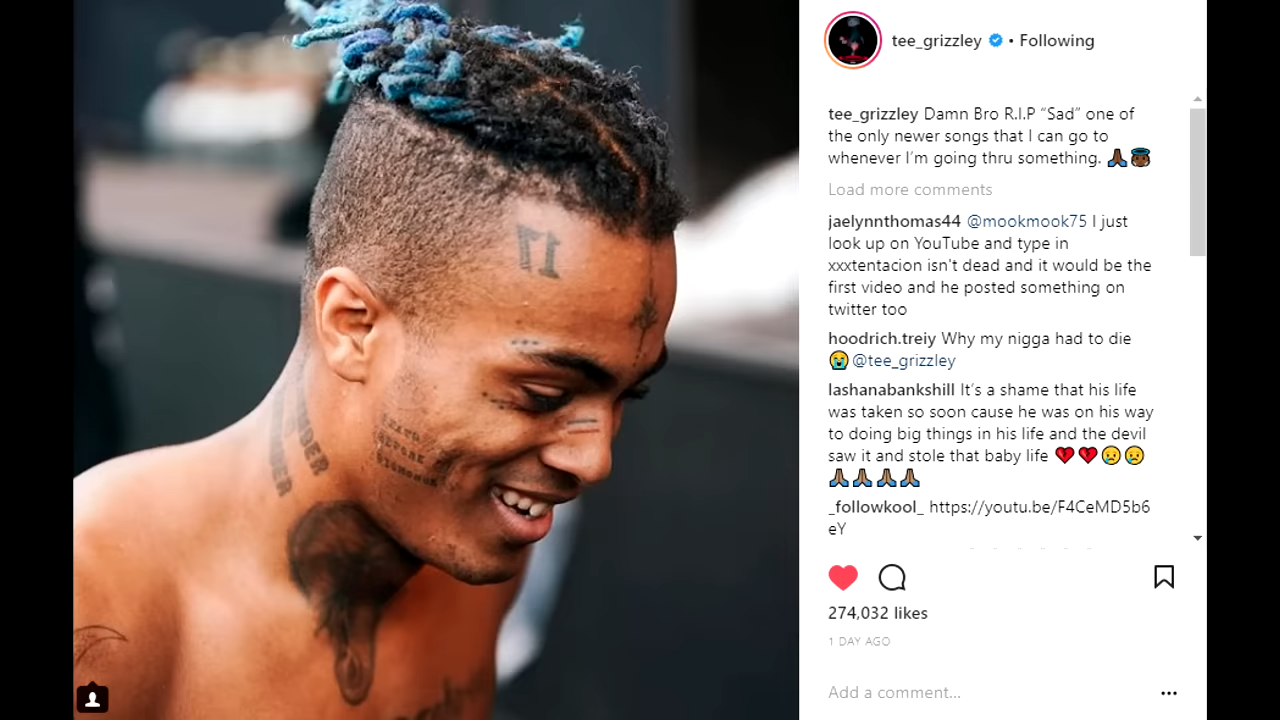 tee_grizzley • Following
tee_grizzley Damn Bro R.I.P “Sad” one of
the only newer songs that I can go to
whenever I’m going thru something. 🙏🏾👼🏾
Load more comments
jaelynnthomas44 @mookmook75 I just
look up on YouTube and type in
xxxtentacion isn't dead and it would be the
first video and he posted something on
twitter too
hoodrich.treiy Why my nigga had to die
😭@tee_grizzley
lashanabankshill It’s a shame that his life
was taken so soon cause he was on his way
to doing big things in his life and the devil
saw it and stole that baby life 💔💔😢😢
🙏🏽🙏🏽🙏🏽🙏🏽
_followkool_ https://youtu.be/F4CeMD5b6
eY
274,032 likes
1 DAY AGO
Add a comment...
17